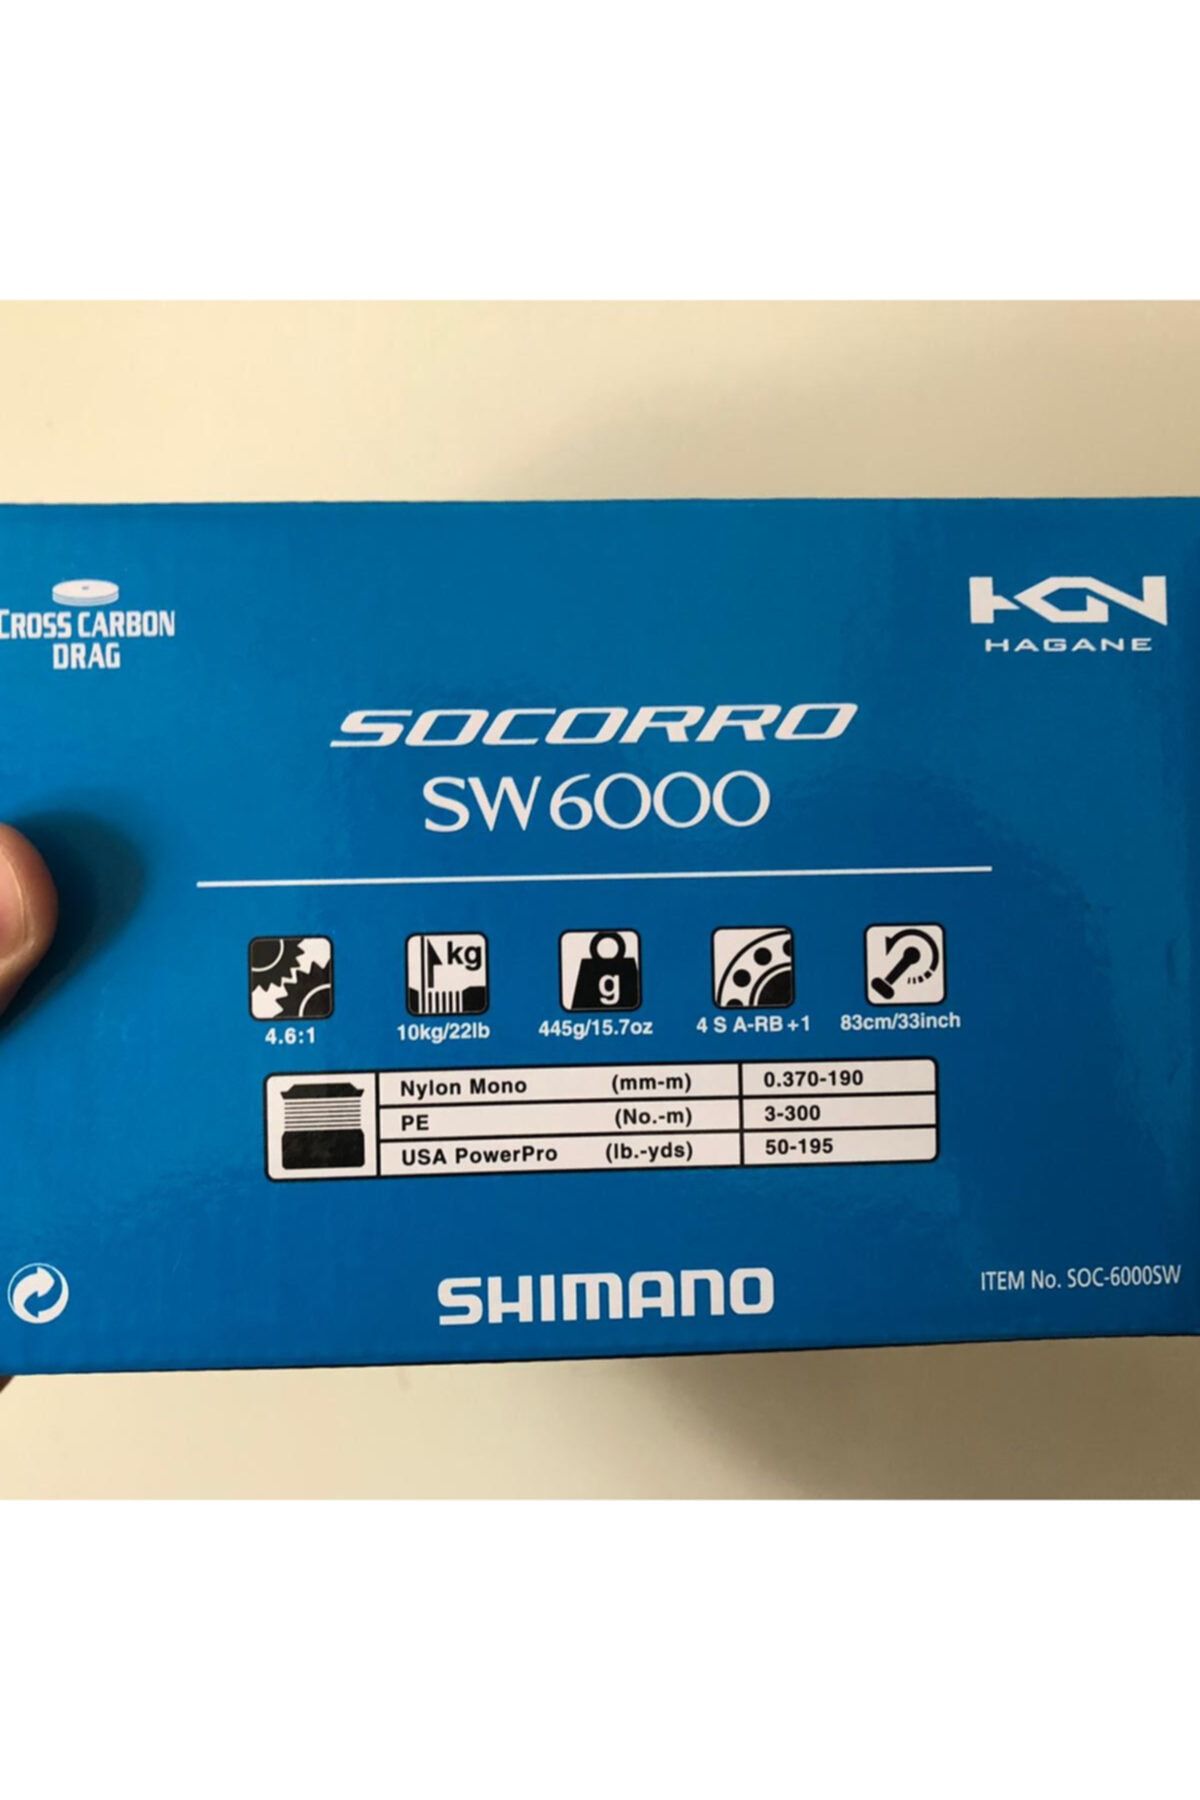 CROSS CARBON
DRAG
HGN
HAGANE
SOCORRO
SW6000
kg
g
4.6:1
10kg/22lb
445g/15.7oz
4 S A-RB+1
83cm/33inch
Nylon Mono (mm-m) 0.370-190
PE (No.-m) 3-300
USA PowerPro (lb.-yds) 50-195
SHIMANO
ITEM No. SOC-6000SW